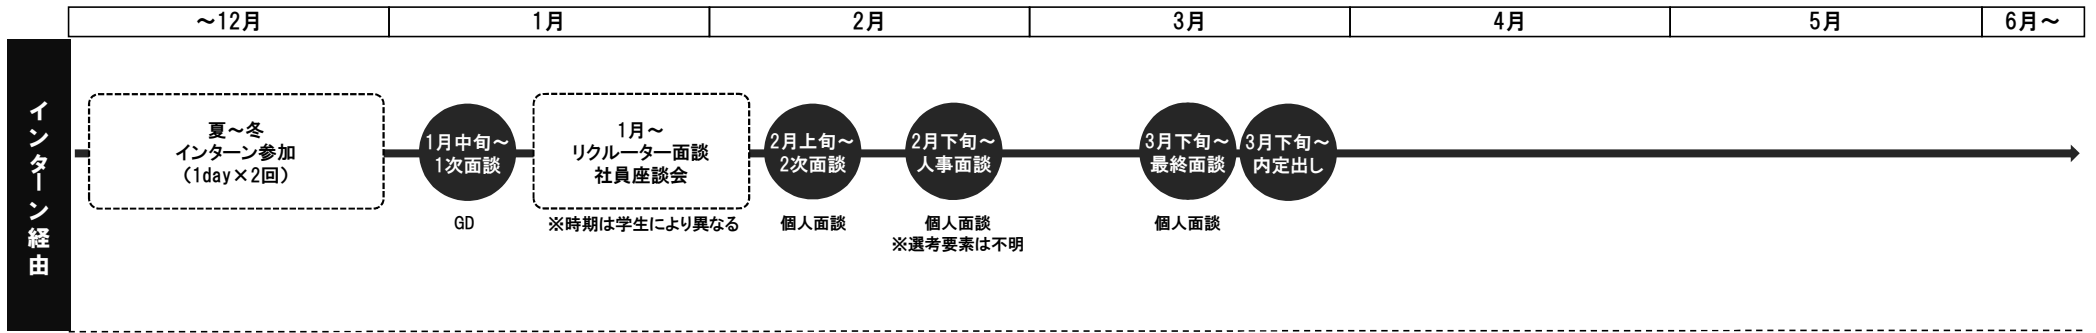 ～12月
1月
2月
3月
4月
5月
6月～
インターン経由
夏～冬
インターン参加
（1day×2回）
1月中旬～
1次面談
GD
1月～
リクルーター面談
社員座談会
※時期は学生により異なる
2月上旬～
2次面談
個人面談
2月下旬～
人事面談
個人面談
※選考要素は不明
3月下旬～
最終面談
個人面談
3月下旬～
内定出し